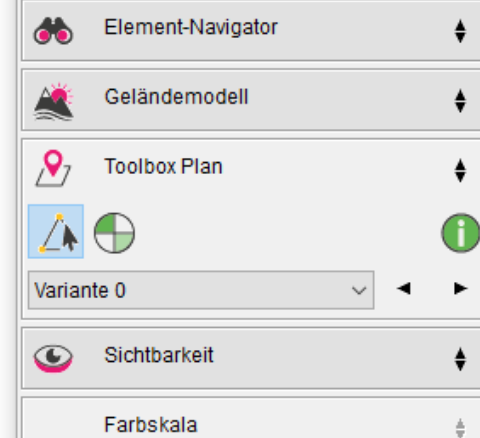 Element-Navigator
Geländemodell
Toolbox Plan
Variante 0
Sichtbarkeit
Farbskala